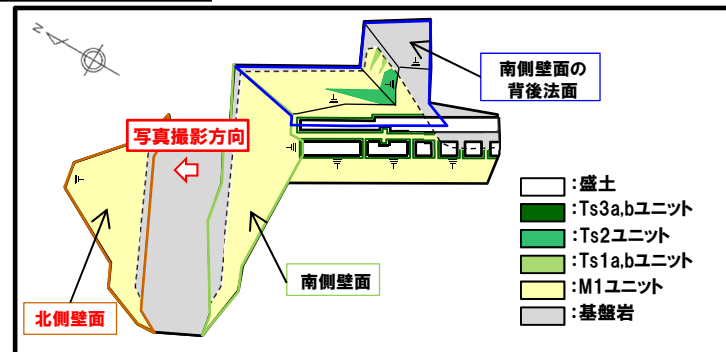 N
南側壁面の
背後法面
写真撮影方向
北側壁面
南側壁面
:盛土
:Ts3a,bユニット
:Ts2ユニット
:Ts1a,bユニット
:M1ユニット
:基盤岩